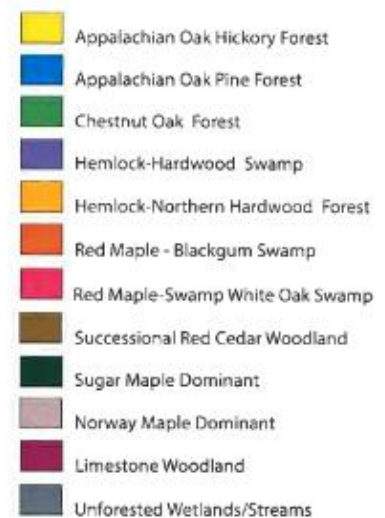 Appalachian Oak Hickory Forest
Appalachian Oak Pine Forest
Chestnut Oak Forest
Hemlock-Hardwood Swamp
Hemlock-Northern Hardwood Forest
Red Maple - Blackgum Swamp
Red Maple-Swamp White Oak Swamp
Successional Red Cedar Woodland
Sugar Maple Dominant
Norway Maple Dominant
Limestone Woodland
Unforested Wetlands/Streams